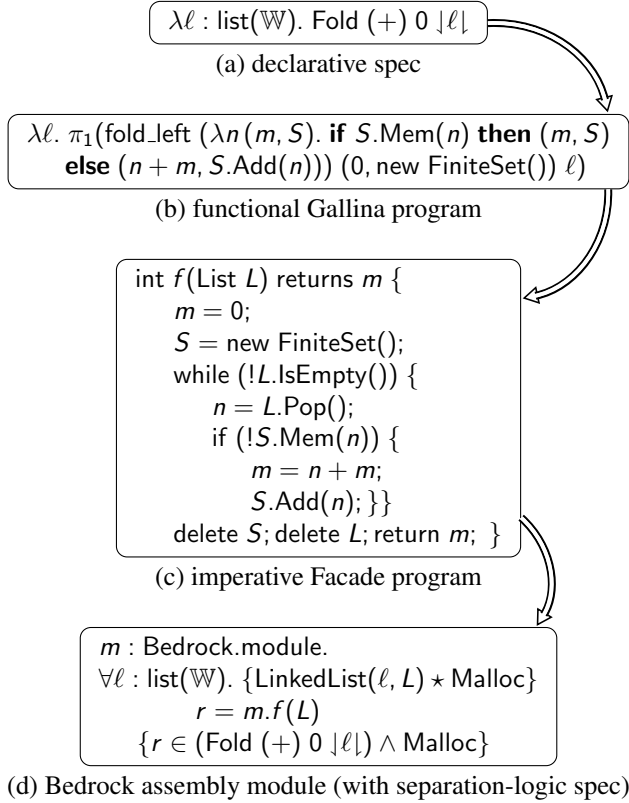 λℓ : list(𝕎). Fold (+) 0 ⇃ℓ⇂
(a) declarative spec
λℓ. π₁(fold_left (λn (m, S). if S.Mem(n) then (m, S)
else (n + m, S.Add(n))) (0, new FiniteSet()) ℓ)
(b) functional Gallina program
int f(List L) returns m {
m = 0;
S = new FiniteSet();
while (!L.IsEmpty()) {
n = L.Pop();
if (!S.Mem(n)) {
m = n + m;
S.Add(n); }}
delete S; delete L; return m; }
(c) imperative Facade program
m : Bedrock.module.
∀ℓ : list(𝕎). {LinkedList(ℓ, L) ⋆ Malloc}
r = m.f(L)
{r ∈ (Fold (+) 0 ⇃ℓ⇂) ∧ Malloc}
(d) Bedrock assembly module (with separation-logic spec)